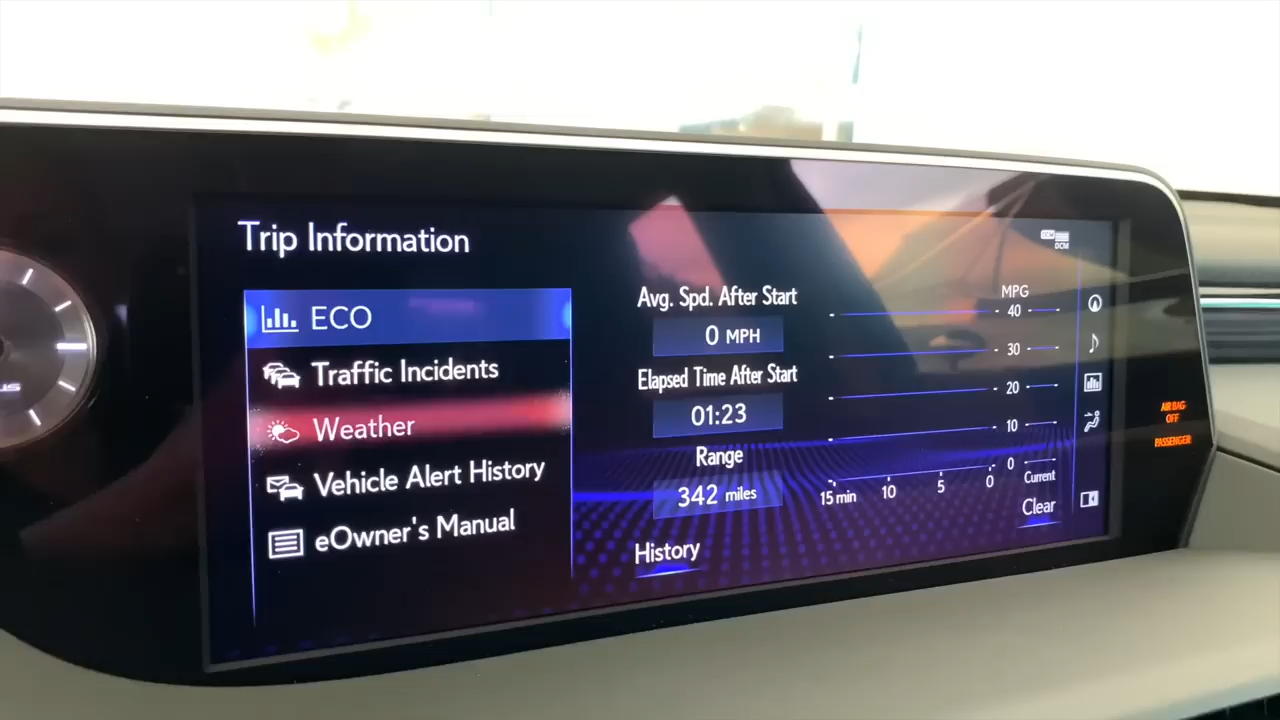 Trip Information
ECO
Traffic Incidents
Weather
Vehicle Alert History
eOwner's Manual
Avg. Spd. After Start
0 MPH
Elapsed Time After Start
01:23
Range
342 miles
History
MPG
40
30
20
10
0
15 min 10 5 0 Current
Clear
DCM
AIR BAG
OFF
PASSENGER